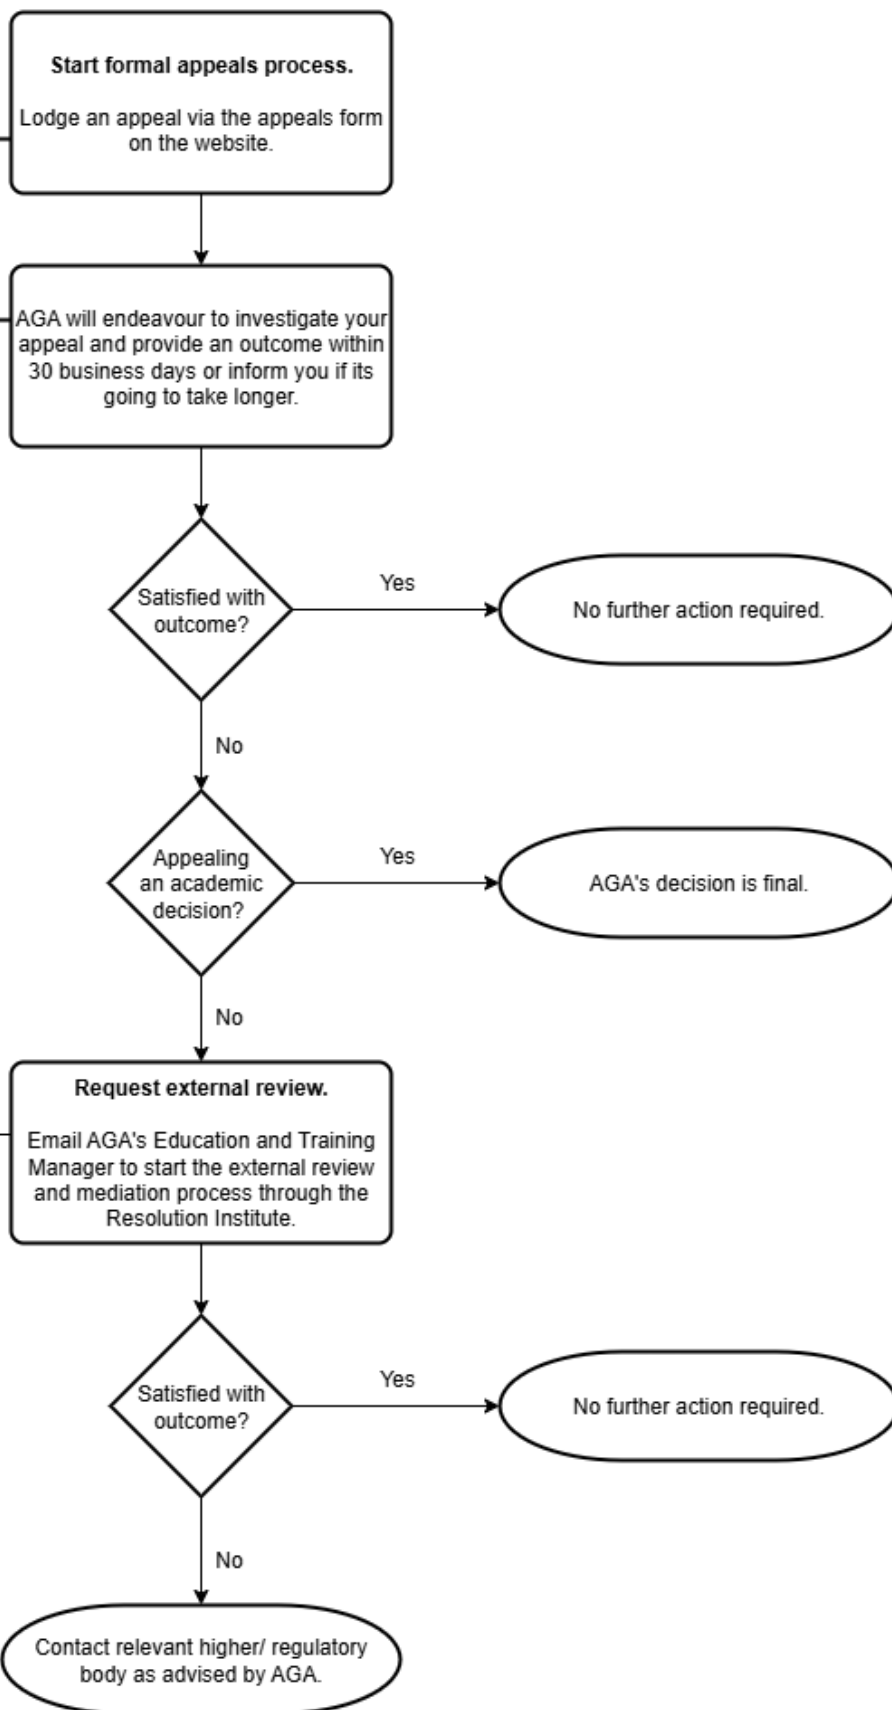 Start formal appeals process.
Lodge an appeal via the appeals form
on the website.
AGA will endeavour to investigate your
appeal and provide an outcome within
30 business days or inform you if its
going to take longer.
Satisfied with
outcome?
Yes
No further action required.
No
Appealing
an academic
decision?
Yes
AGA's decision is final.
No
Request external review.
Email AGA's Education and Training
Manager to start the external review
and mediation process through the
Resolution Institute.
Satisfied with
outcome?
Yes
No further action required.
No
Contact relevant higher/ regulatory
body as advised by AGA.